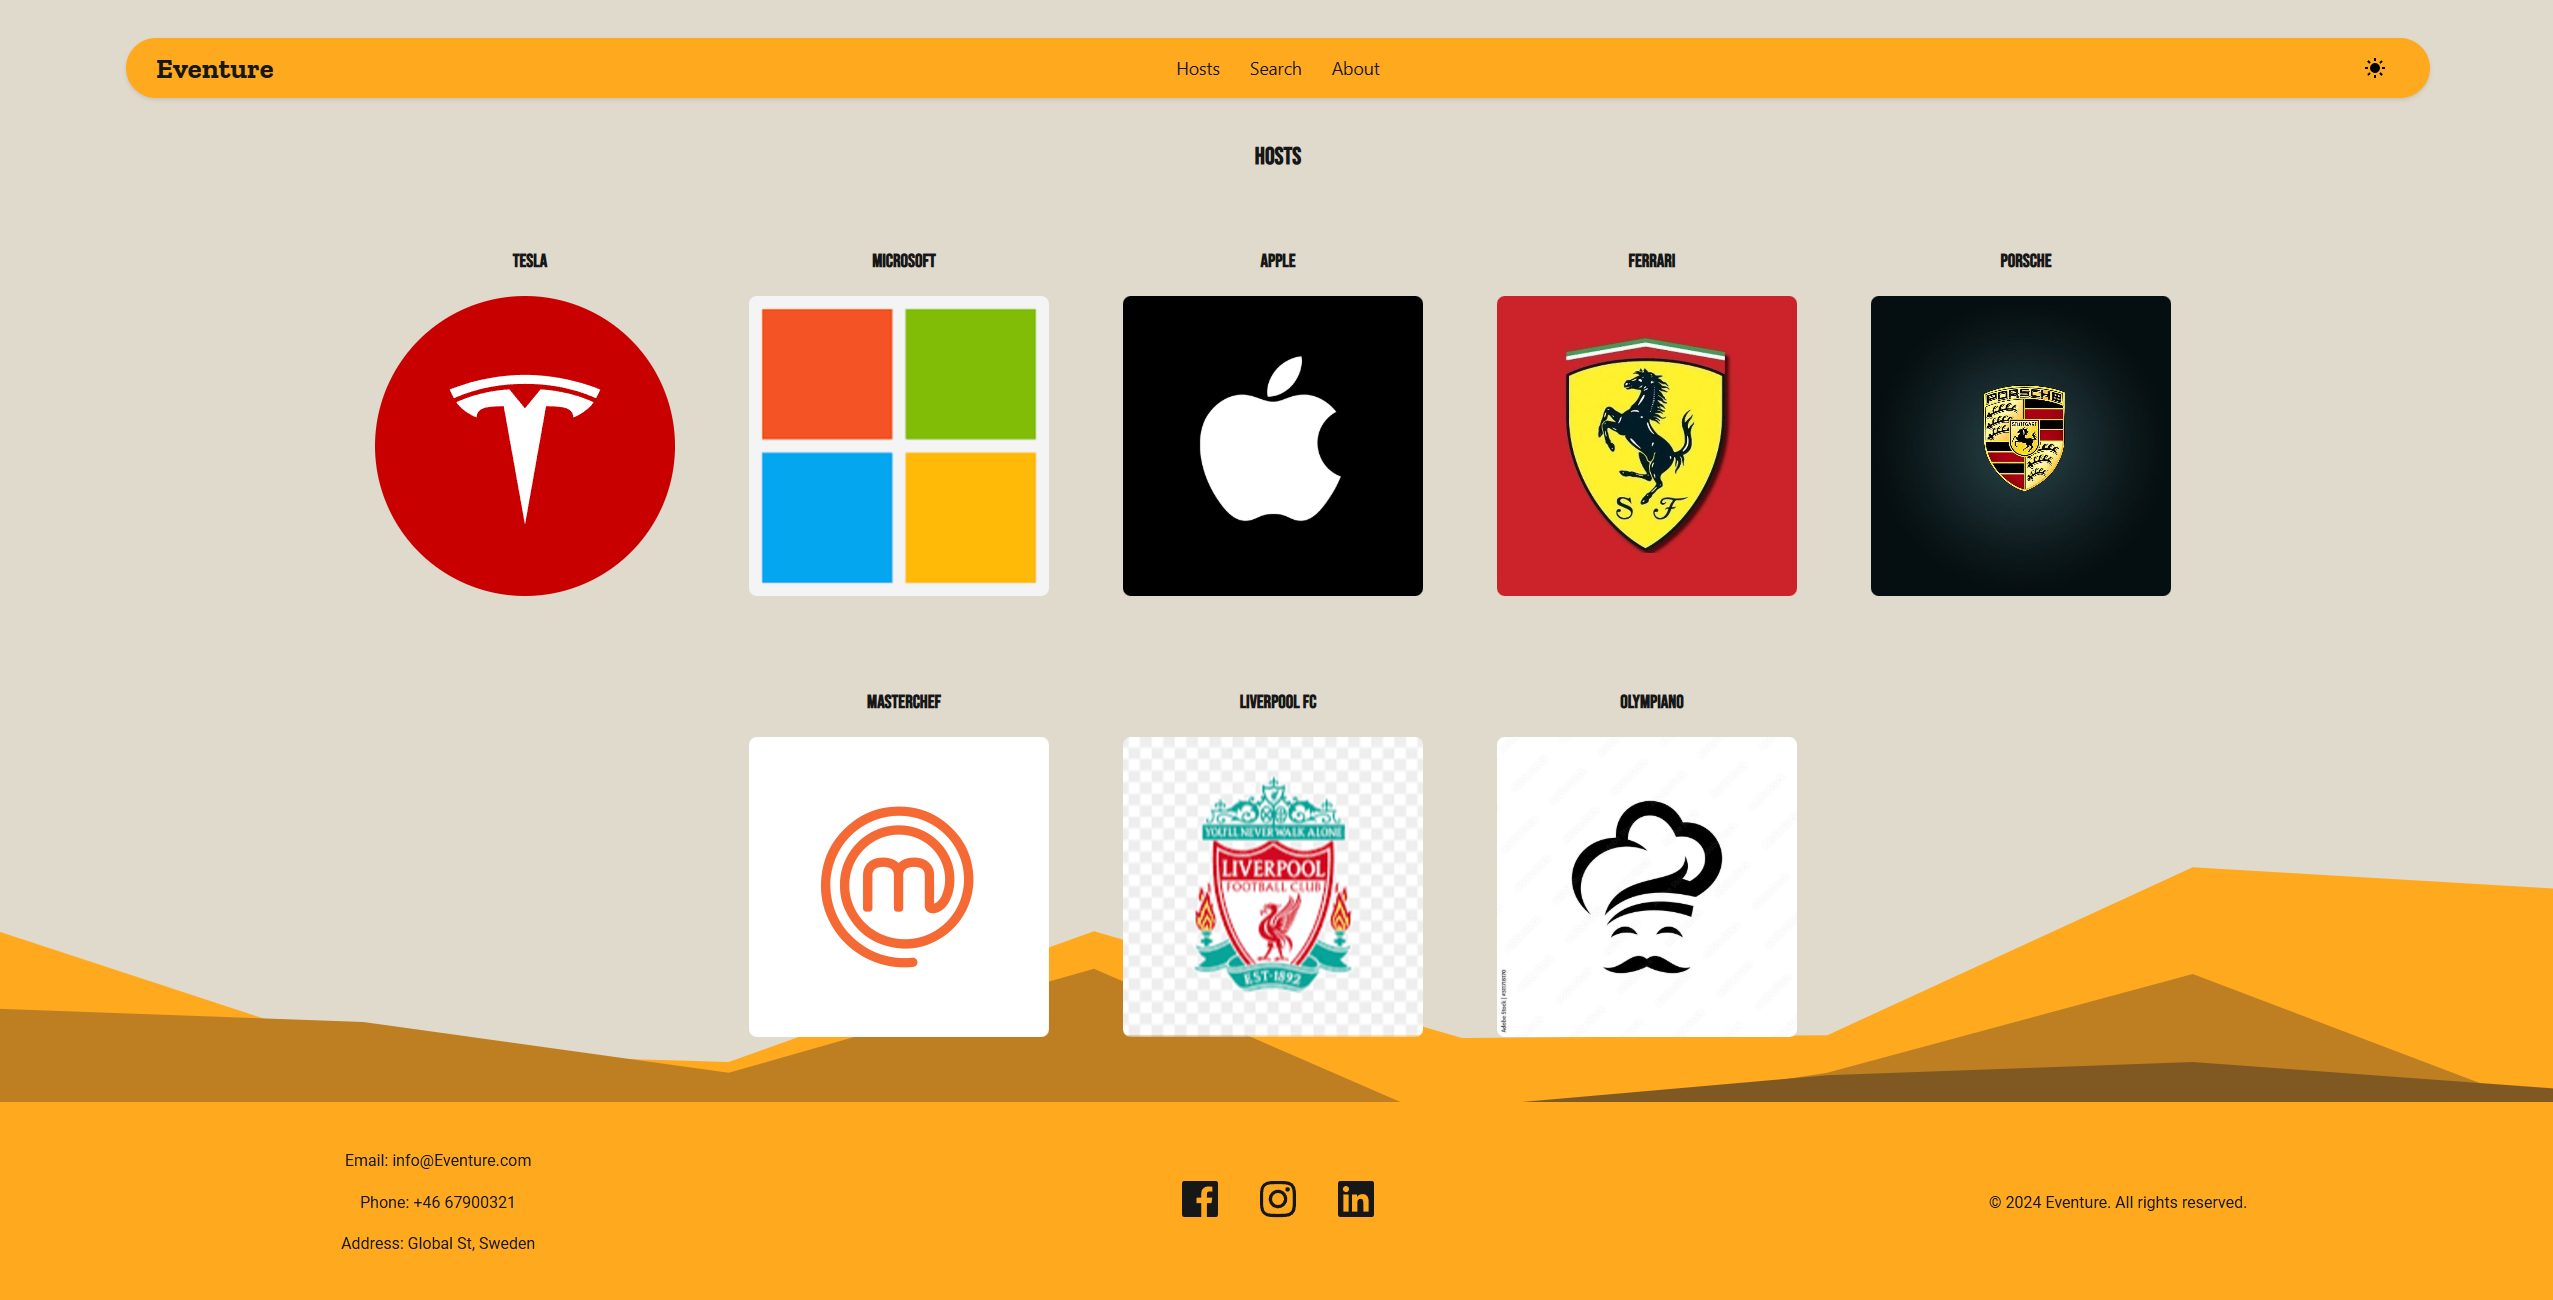 Eventure
Hosts Search About
HOSTS
TESLA
MICROSOFT
APPLE
FERRARI
PORSCHE
S F
PORSCHE
STUTTGART
MASTERCHEF
LIVERPOOL FC
OLYMPIANO
m
YOU'LL NEVER WALK ALONE
LIVERPOOL
FOOTBALL CLUB
EST·1892
Email: info@Eventure.com
Phone: +46 67900321
Address: Global St, Sweden
© 2024 Eventure. All rights reserved.